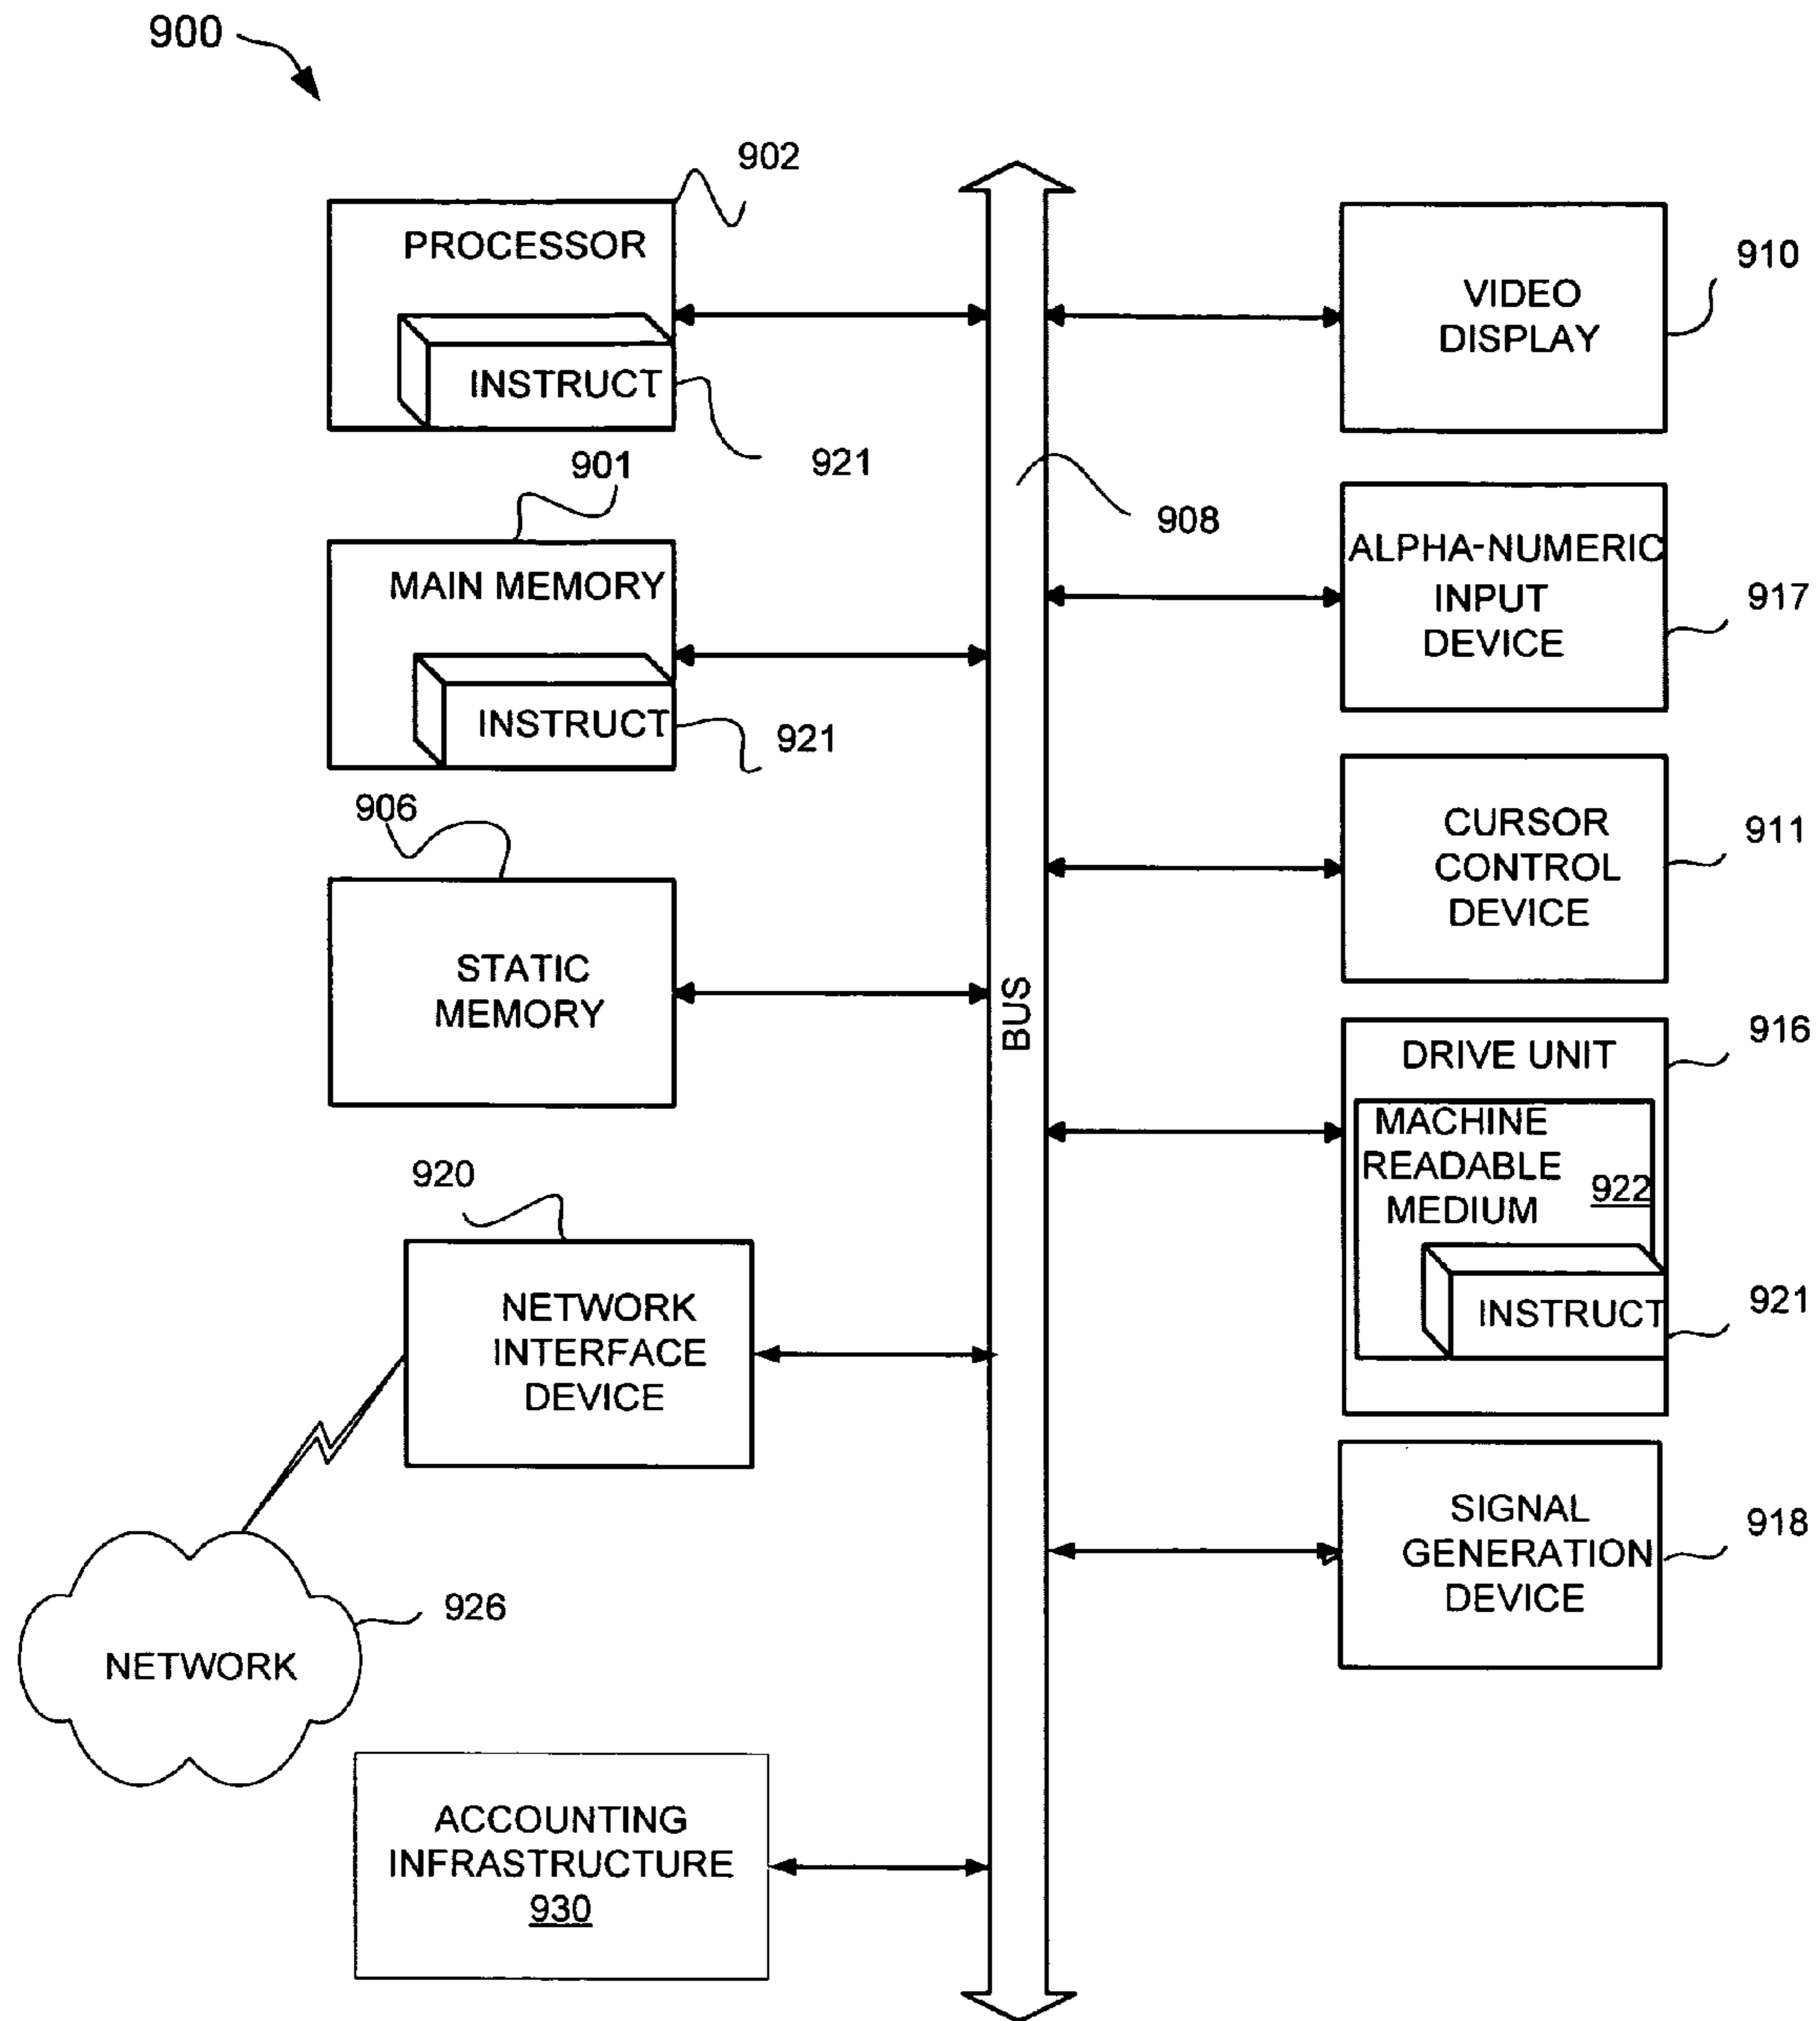 900
902
PROCESSOR
INSTRUCT
921
901
MAIN MEMORY
INSTRUCT
921
906
STATIC
MEMORY
920
NETWORK
INTERFACE
DEVICE
926
NETWORK
ACCOUNTING
INFRASTRUCTURE
930
BUS
908
910
VIDEO
DISPLAY
ALPHA-NUMERIC
INPUT
DEVICE
917
CURSOR
CONTROL
DEVICE
911
916
DRIVE UNIT
MACHINE
READABLE
MEDIUM
922
INSTRUCT
921
SIGNAL
GENERATION
DEVICE
918